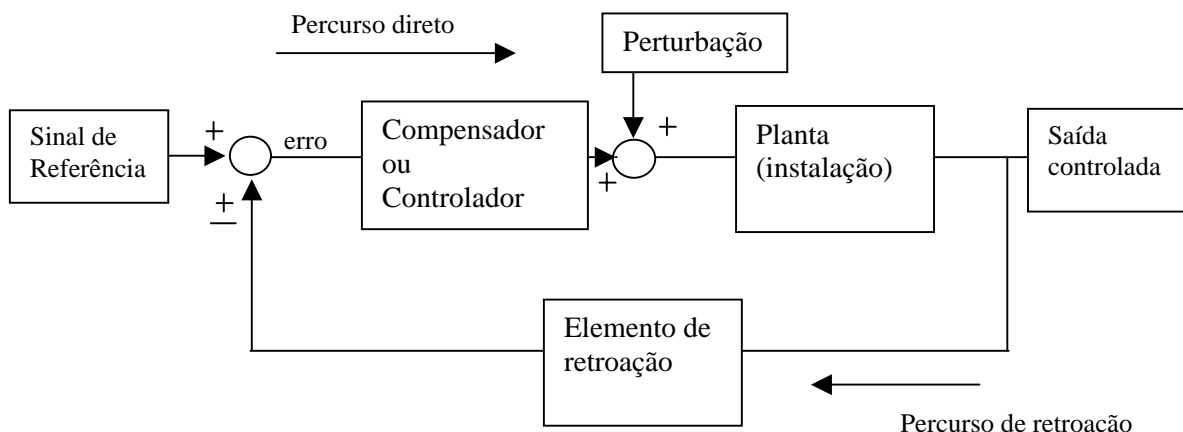 Percurso direto
Perturbação
Sinal de
Referência
+
+
−
erro
Compensador
ou
Controlador
+
+
Planta
(instalação)
Saída
controlada
Elemento de
retroação
Percurso de retroação